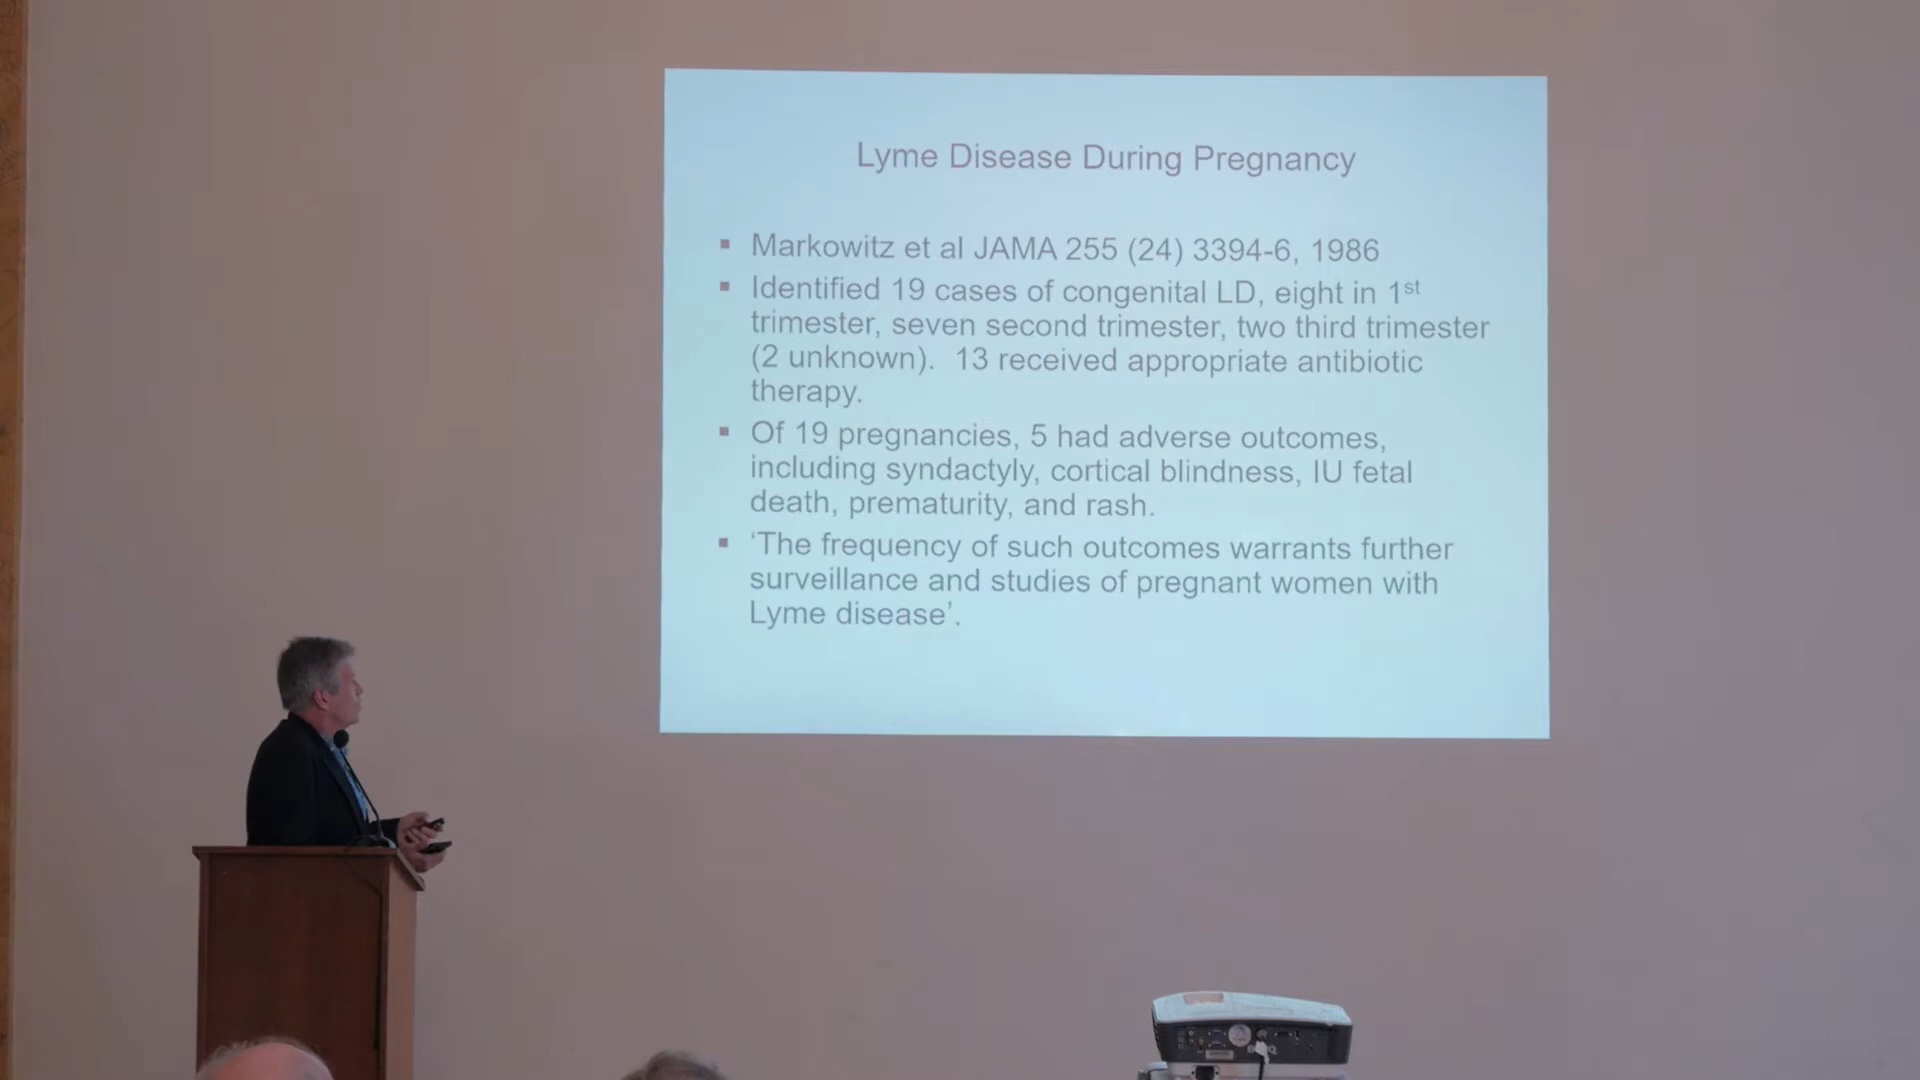 Lyme Disease During Pregnancy
▪ Markowitz et al JAMA 255 (24) 3394-6, 1986
▪ Identified 19 cases of congenital LD, eight in 1st
trimester, seven second trimester, two third trimester
(2 unknown). 13 received appropriate antibiotic
therapy.
▪ Of 19 pregnancies, 5 had adverse outcomes,
including syndactyly, cortical blindness, IU fetal
death, prematurity, and rash.
▪ ‘The frequency of such outcomes warrants further
surveillance and studies of pregnant women with
Lyme disease’.